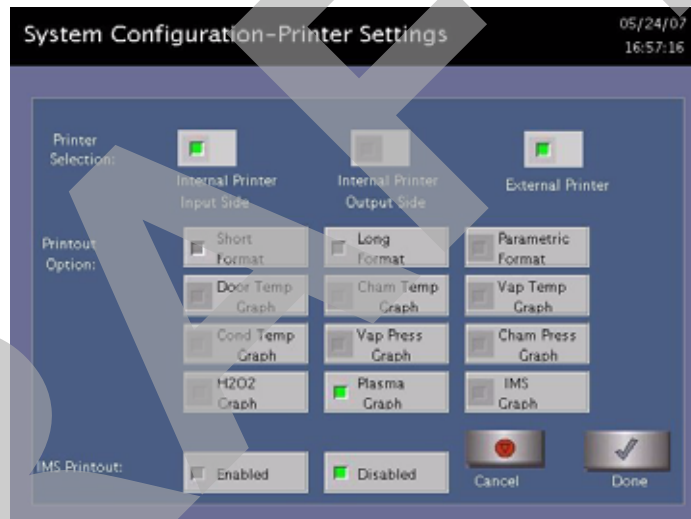 System Configuration-Printer Settings
05/24/07
16:57:16
Printer
Selection:
Internal Printer
Input Side
Internal Printer
Output Side
External Printer
Printout
Option:
Short
Format
Long
Format
Parametric
Format
Door Temp
Graph
Cham Temp
Graph
Vap Temp
Graph
Cond Temp
Graph
Vap Press
Graph
Cham Press
Graph
H2O2
Graph
Plasma
Graph
IMS
Graph
IMS Printout:
Enabled
Disabled
Cancel
Done